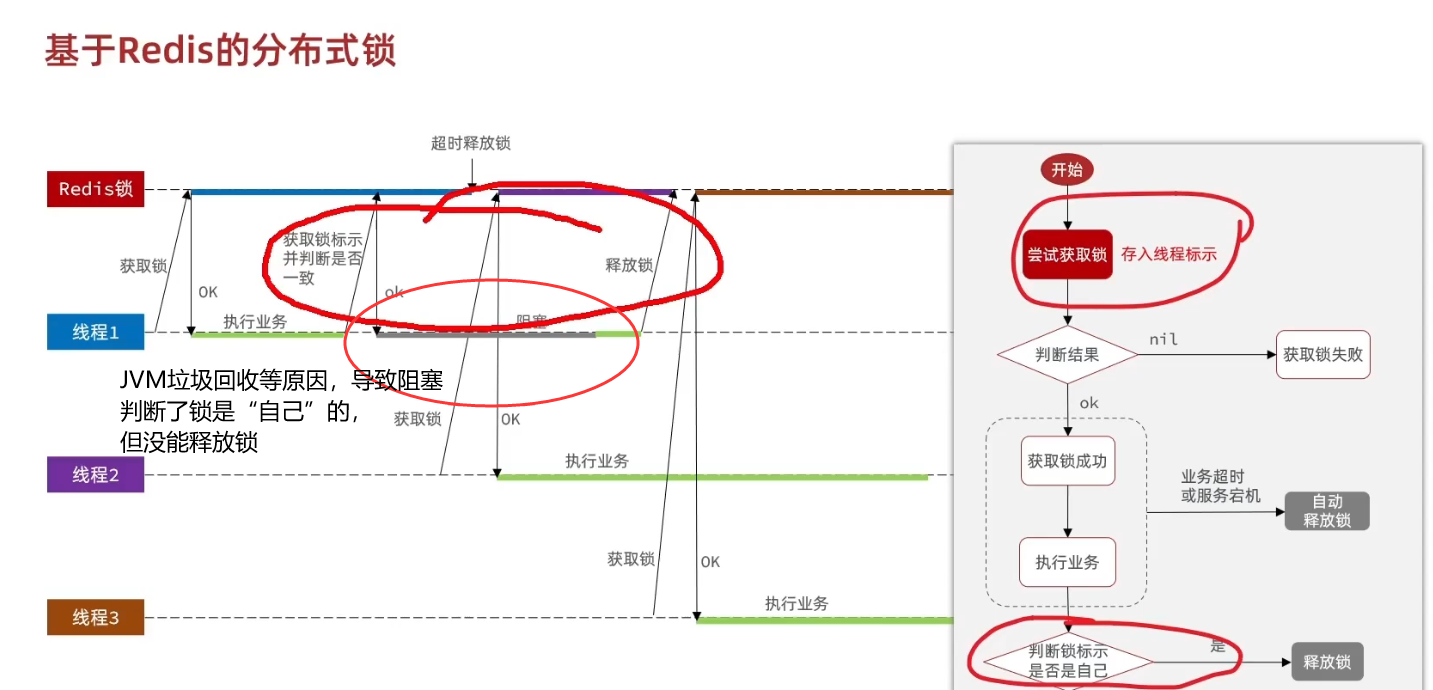 基于Redis的分布式锁
超时释放锁
Redis锁
获取锁
OK
获取锁标示
并判断是否
一致
ok
释放锁
线程1
执行业务
阻塞
JVM垃圾回收等原因，导致阻塞
判断了锁是“自己”的，
但没能释放锁
获取锁
OK
线程2
执行业务
获取锁
OK
线程3
执行业务
开始
尝试获取锁
存入线程标示
判断结果
nil
获取锁失败
ok
获取锁成功
业务超时
或服务宕机
自动
释放锁
执行业务
判断锁标示
是否是自己
是
释放锁